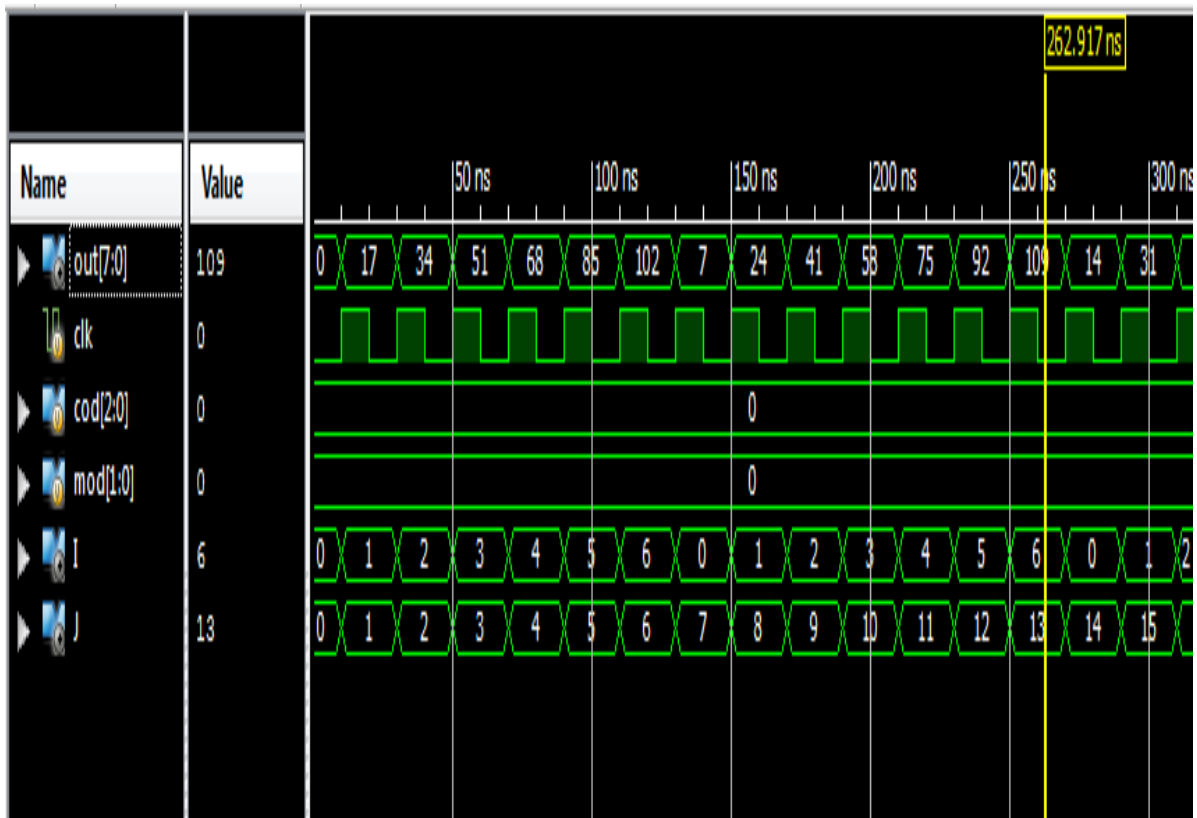 262.917 ns
Name Value
50 ns 100 ns 150 ns 200 ns 250 ns 300 ns
out[7:0] 109 0 17 34 51 68 85 102 7 24 41 58 75 92 109 14 31
clk 0
cod[2:0] 0 0
mod[1:0] 0 0
I 6 0 1 2 3 4 5 6 0 1 2 3 4 5 6 0 1 2
J 13 0 1 2 3 4 5 6 7 8 9 10 11 12 13 14 15